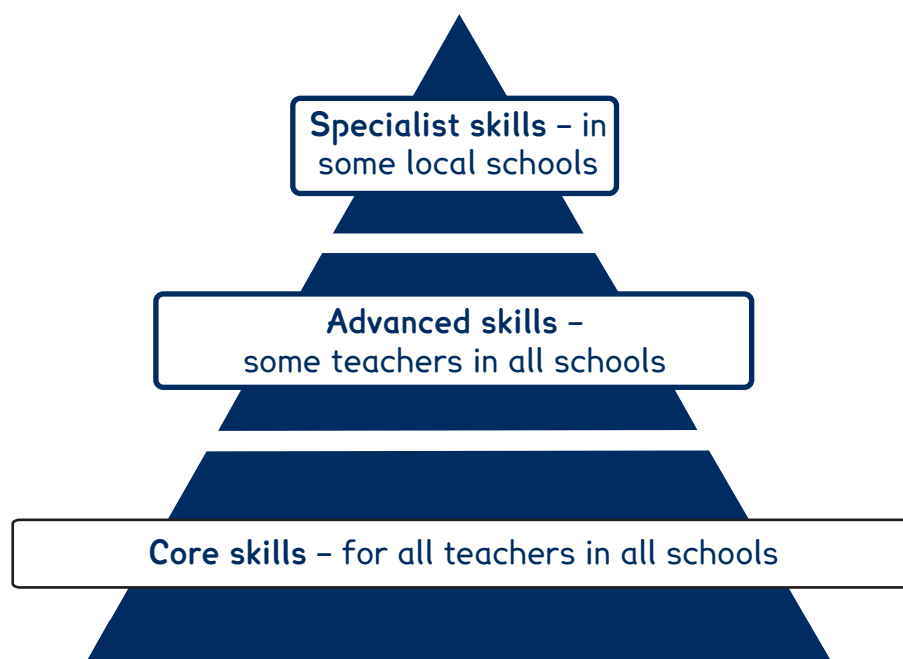 Specialist skills – in
some local schools
Advanced skills –
some teachers in all schools
Core skills – for all teachers in all schools